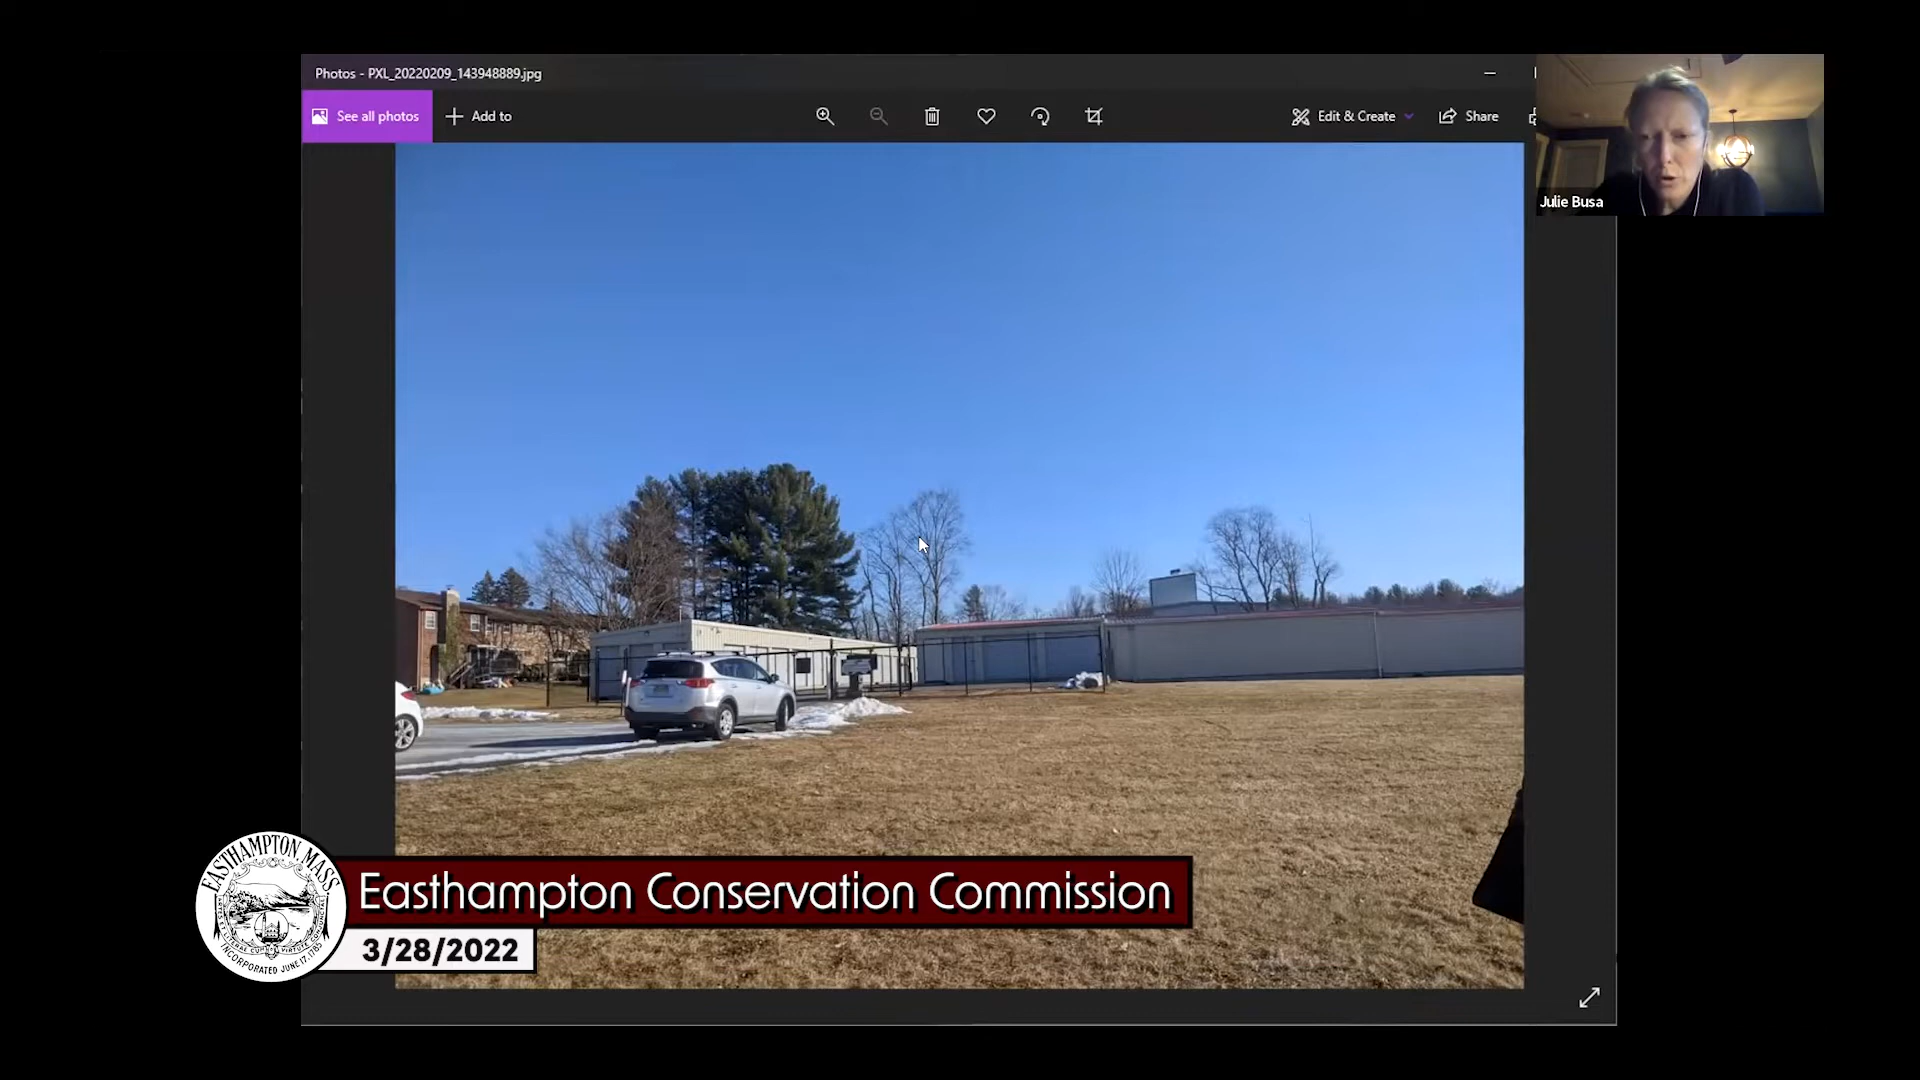 Photos - PXL_20220209_143948889.jpg
See all photos
Add to
Edit & Create
Share
Julie Busa
EASTHAMPTON, MASS.
INCORPORATED JUNE 17, 1785
Easthampton Conservation Commission
3/28/2022